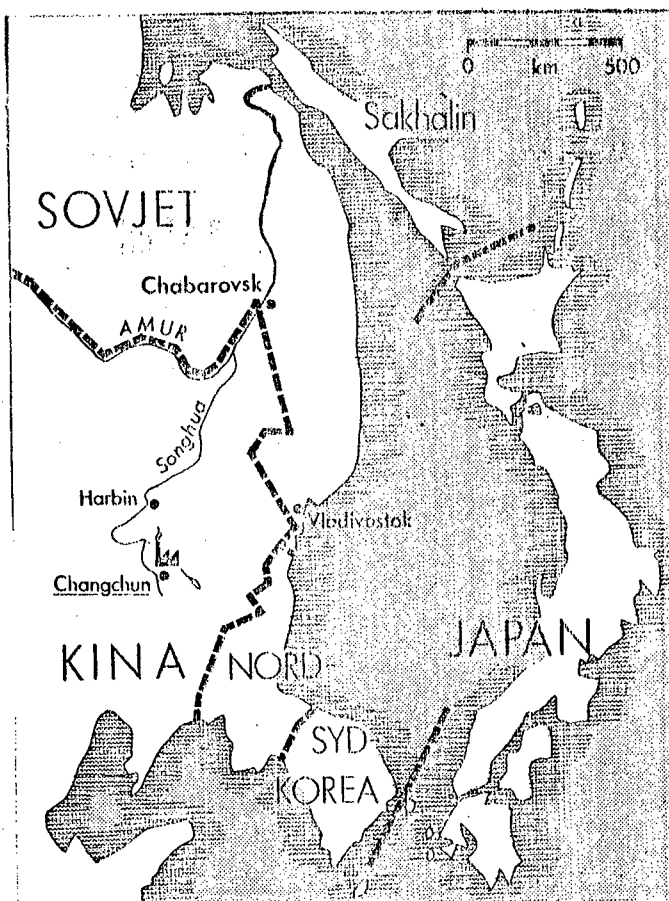 0 km 500
Sakhalin
SOVJET
Chabarovsk
AMUR
Songhua
Harbin
Vladivostok
Changchun
KINA
NORD
JAPAN
SYD
KOREA